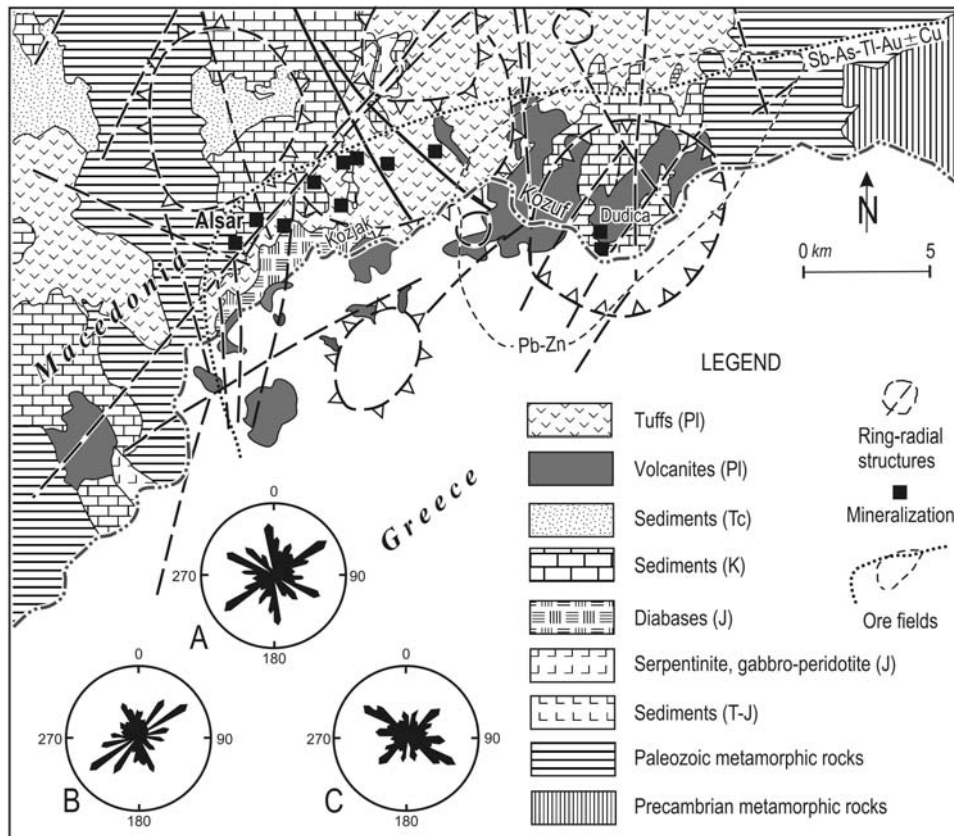 Sb-As-Tl-Au ± Cu
Alsar
Kozjak
Kozuf
Dudica
N
0 km 5
Macedonia
Pb-Zn
Greece
LEGEND
Tuffs (Pl)
Volcanites (Pl)
Sediments (Tc)
Sediments (K)
Diabases (J)
Serpentinite, gabbro-peridotite (J)
Sediments (T-J)
Paleozoic metamorphic rocks
Precambrian metamorphic rocks
Ring-radial
structures
Mineralization
Ore fields
0
270
90
A
180
0
270
90
B
180
0
270
90
C
180